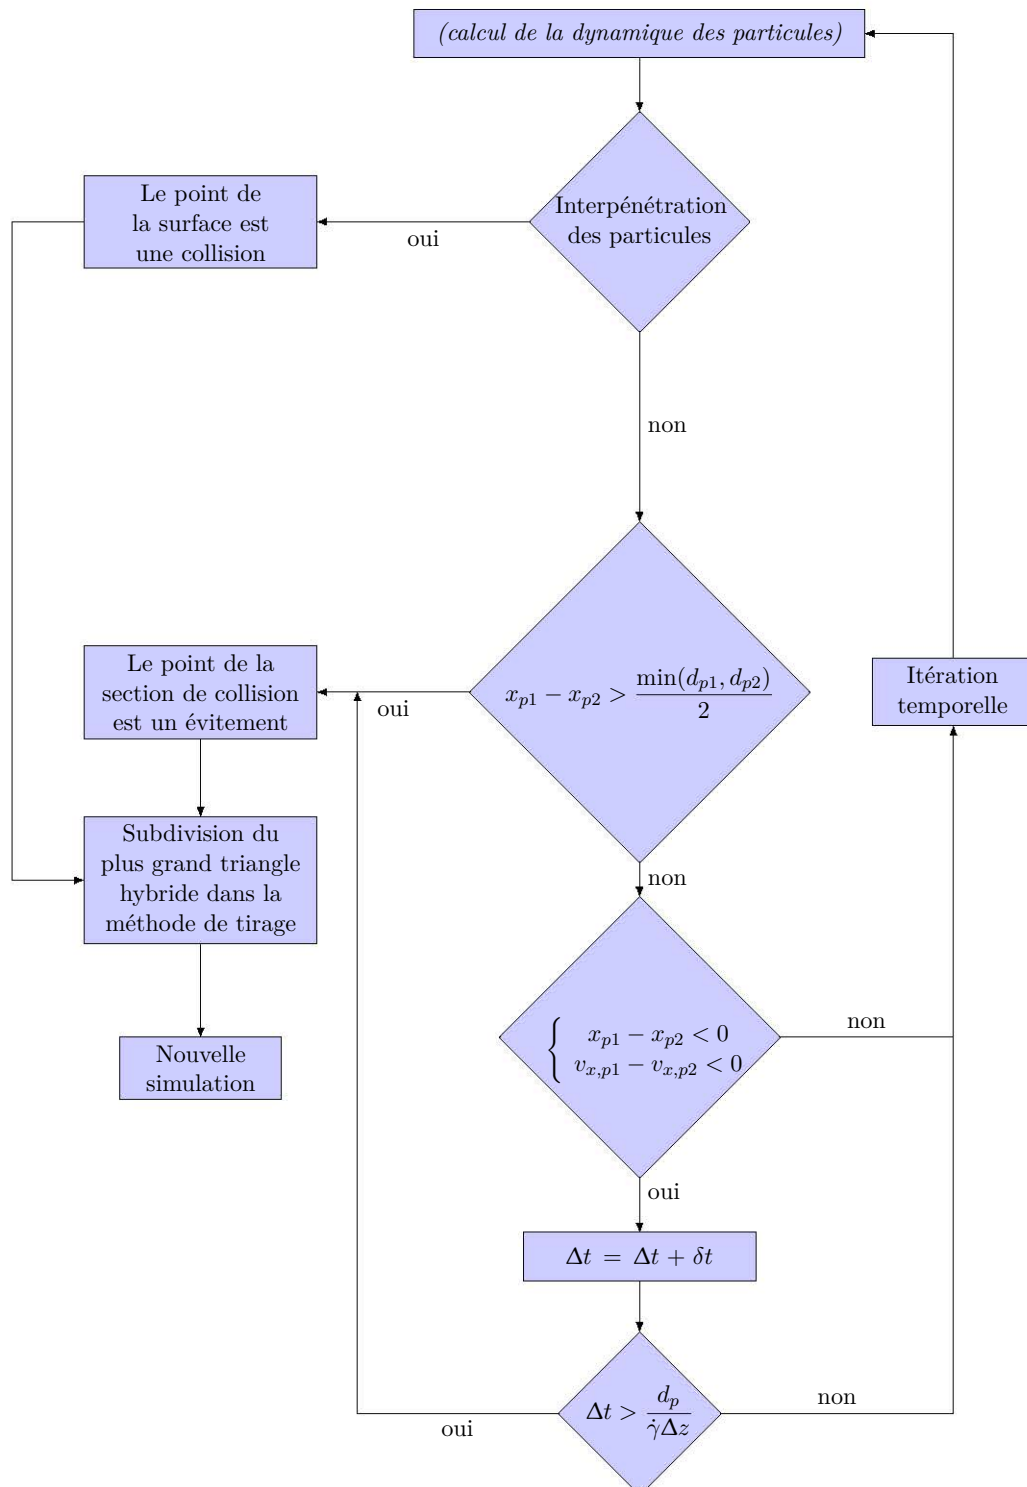 (calcul de la dynamique des particules)
Interpénétration
des particules
oui
Le point de
la surface est
une collision
non
x_{p1} − x_{p2} > \frac{min(d_{p1}, d_{p2})}{2}
oui
Le point de la
section de collision
est un évitement
Itération
temporelle
Subdivision du
plus grand triangle
hybride dans la
méthode de tirage
non
x_{p1} − x_{p2} < 0
v_{x,p1} − v_{x,p2} < 0
non
Nouvelle
simulation
oui
Δt = Δt + δt
Δt > \frac{d_p}{\dot{γ}Δz}
non
oui